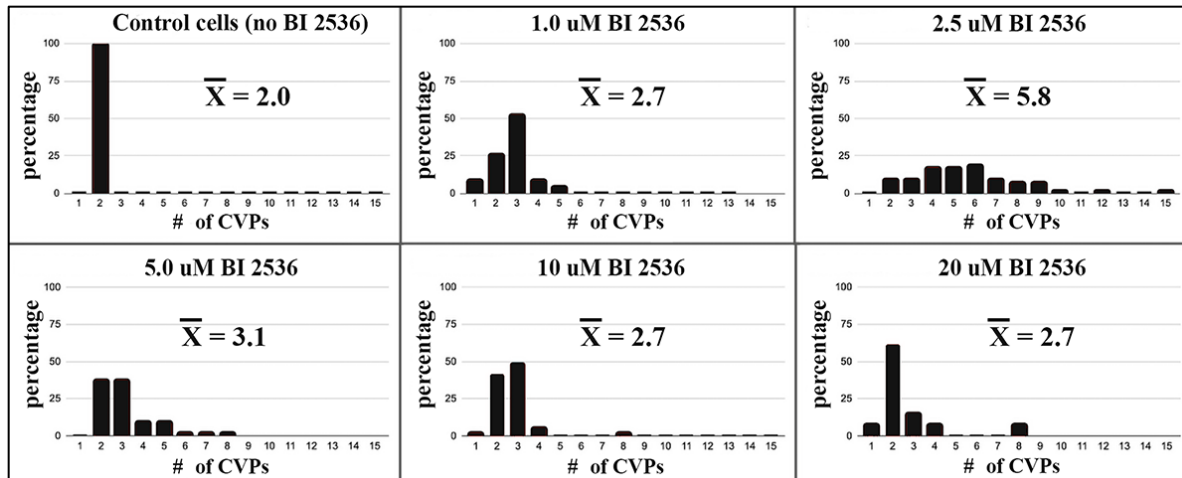 Control cells (no BI 2536)
100
75
50
25
0
percentage
X = 2.0
1 2 3 4 5 6 7 8 9 10 11 12 13 14 15
# of CVPs
1.0 uM BI 2536
100
75
50
25
0
percentage
X = 2.7
1 2 3 4 5 6 7 8 9 10 11 12 13 14 15
# of CVPs
2.5 uM BI 2536
100
75
50
25
0
percentage
X = 5.8
1 2 3 4 5 6 7 8 9 10 11 12 13 14 15
# of CVPs
5.0 uM BI 2536
100
75
50
25
0
percentage
X = 3.1
1 2 3 4 5 6 7 8 9 10 11 12 13 14 15
# of CVPs
10 uM BI 2536
100
75
50
25
0
percentage
X = 2.7
1 2 3 4 5 6 7 8 9 10 11 12 13 14 15
# of CVPs
20 uM BI 2536
100
75
50
25
0
percentage
X = 2.7
1 2 3 4 5 6 7 8 9 10 11 12 13 14 15
# of CVPs